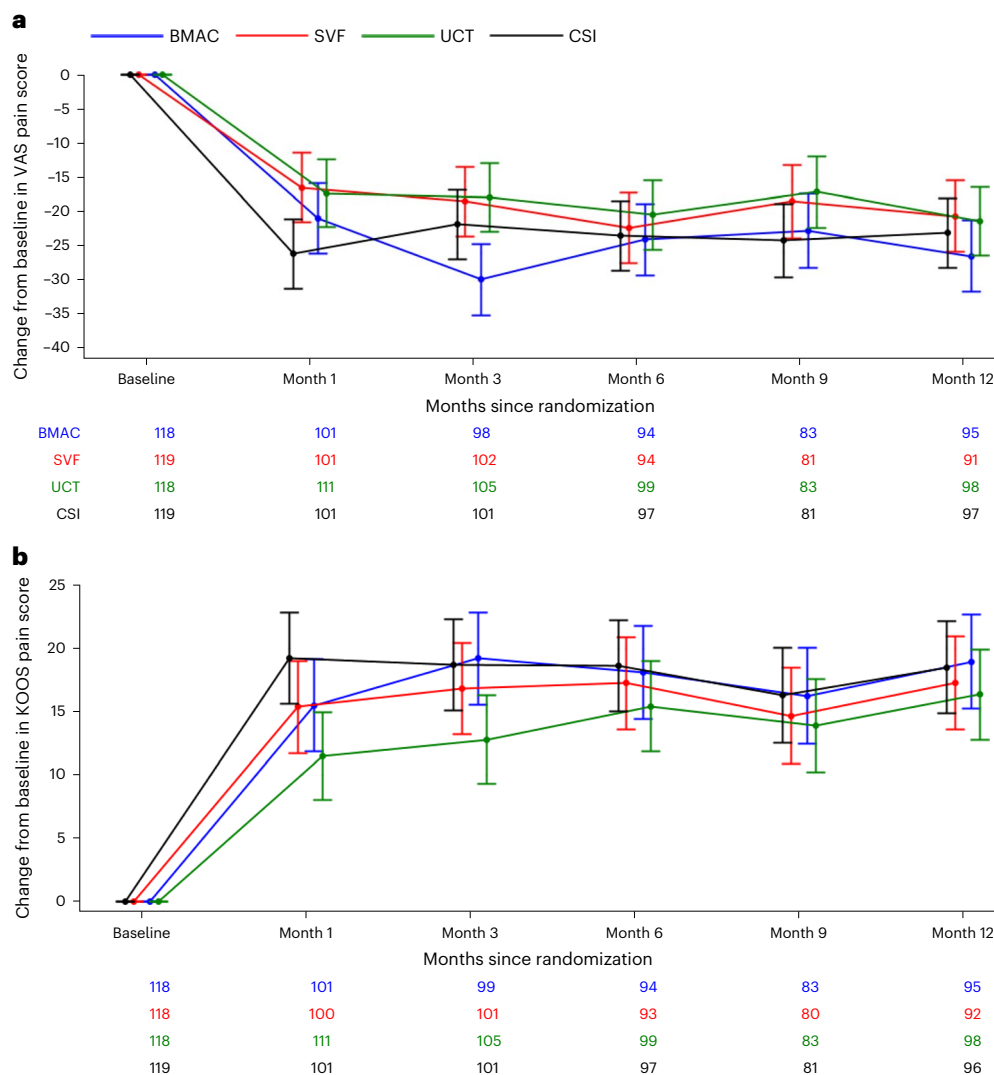 a
BMAC SVF UCT CSI
Change from baseline in VAS pain score
0
–5
–10
–15
–20
–25
–30
–35
–40
Baseline Month 1 Month 3 Month 6 Month 9 Month 12
Months since randomization
BMAC 118 101 98 94 83 95
SVF 119 101 102 94 81 91
UCT 118 111 105 99 83 98
CSI 119 101 101 97 81 97
b
Change from baseline in KOOS pain score
25
20
15
10
5
0
Baseline Month 1 Month 3 Month 6 Month 9 Month 12
Months since randomization
118 101 99 94 83 95
118 100 101 93 80 92
118 111 105 99 83 98
119 101 101 97 81 96